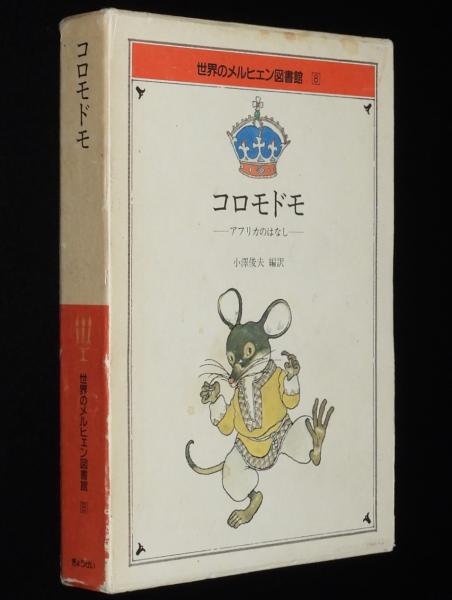 世界のメルヒェン図書館 8
コロモドモ
―アフリカのはなし―
小澤俊夫 編訳
コロモドモ
世界のメルヒェン図書館 8
ぎょうせい